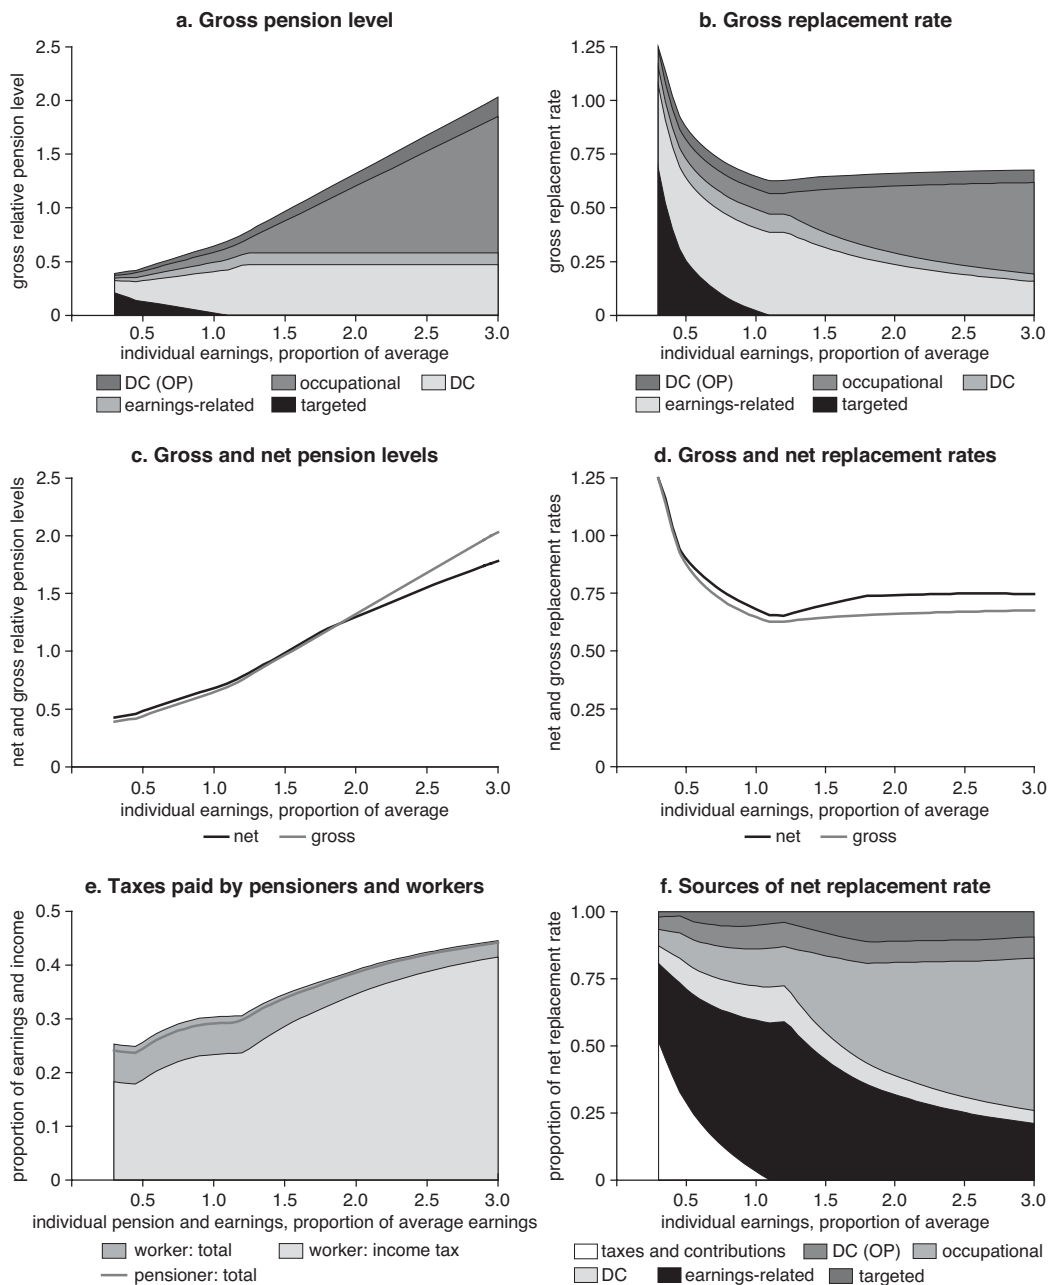 a. Gross pension level
gross relative pension level
2.5
2.0
1.5
1.0
0.5
0
0.5 1.0 1.5 2.0 2.5 3.0
individual earnings, proportion of average
DC (OP) occupational DC
earnings-related targeted
b. Gross replacement rate
gross replacement rate
1.25
1.00
0.75
0.50
0.25
0
0.5 1.0 1.5 2.0 2.5 3.0
individual earnings, proportion of average
DC (OP) occupational DC
earnings-related targeted
c. Gross and net pension levels
net and gross relative pension levels
2.5
2.0
1.5
1.0
0.5
0
0.5 1.0 1.5 2.0 2.5 3.0
individual earnings, proportion of average
net gross
d. Gross and net replacement rates
net and gross replacement rates
1.25
1.00
0.75
0.50
0.25
0
0.5 1.0 1.5 2.0 2.5 3.0
individual earnings, proportion of average
net gross
e. Taxes paid by pensioners and workers
proportion of earnings and income
0.5
0.4
0.3
0.2
0.1
0
0.5 1.0 1.5 2.0 2.5 3.0
individual pension and earnings, proportion of average earnings
worker: total worker: income tax
pensioner: total
f. Sources of net replacement rate
proportion of net replacement rate
1.00
0.75
0.50
0.25
0
0.5 1.0 1.5 2.0 2.5 3.0
individual earnings, proportion of average
taxes and contributions DC (OP) occupational
DC earnings-related targeted